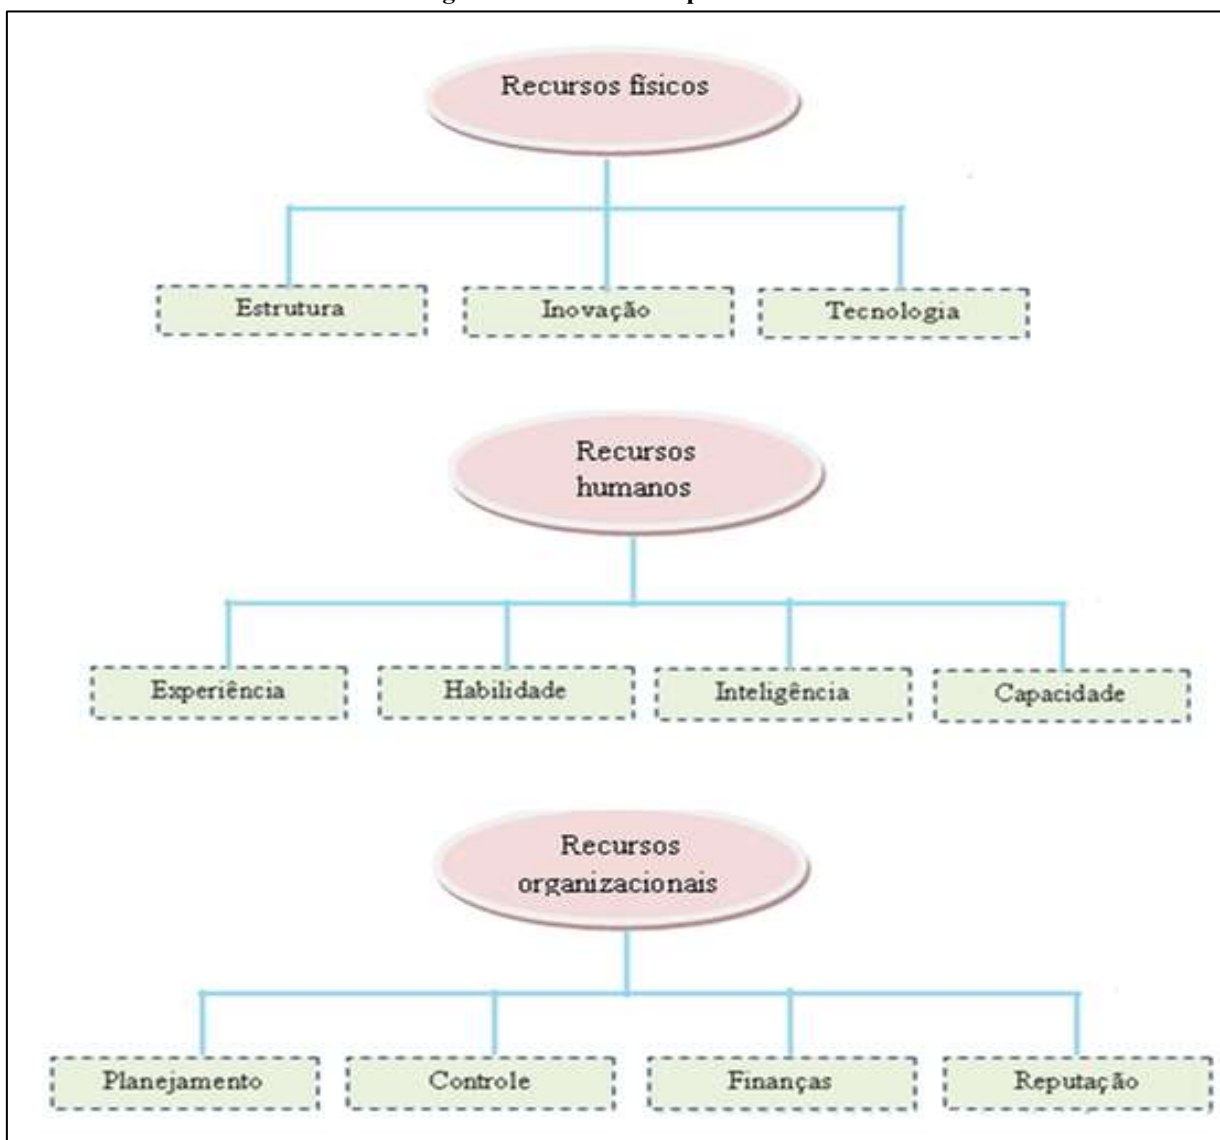 Recursos físicos
Estrutura
Inovação
Tecnologia
Recursos
humanos
Experiência
Habilidade
Inteligência
Capacidade
Recursos
organizacionais
Planejamento
Controle
Finanças
Reputação